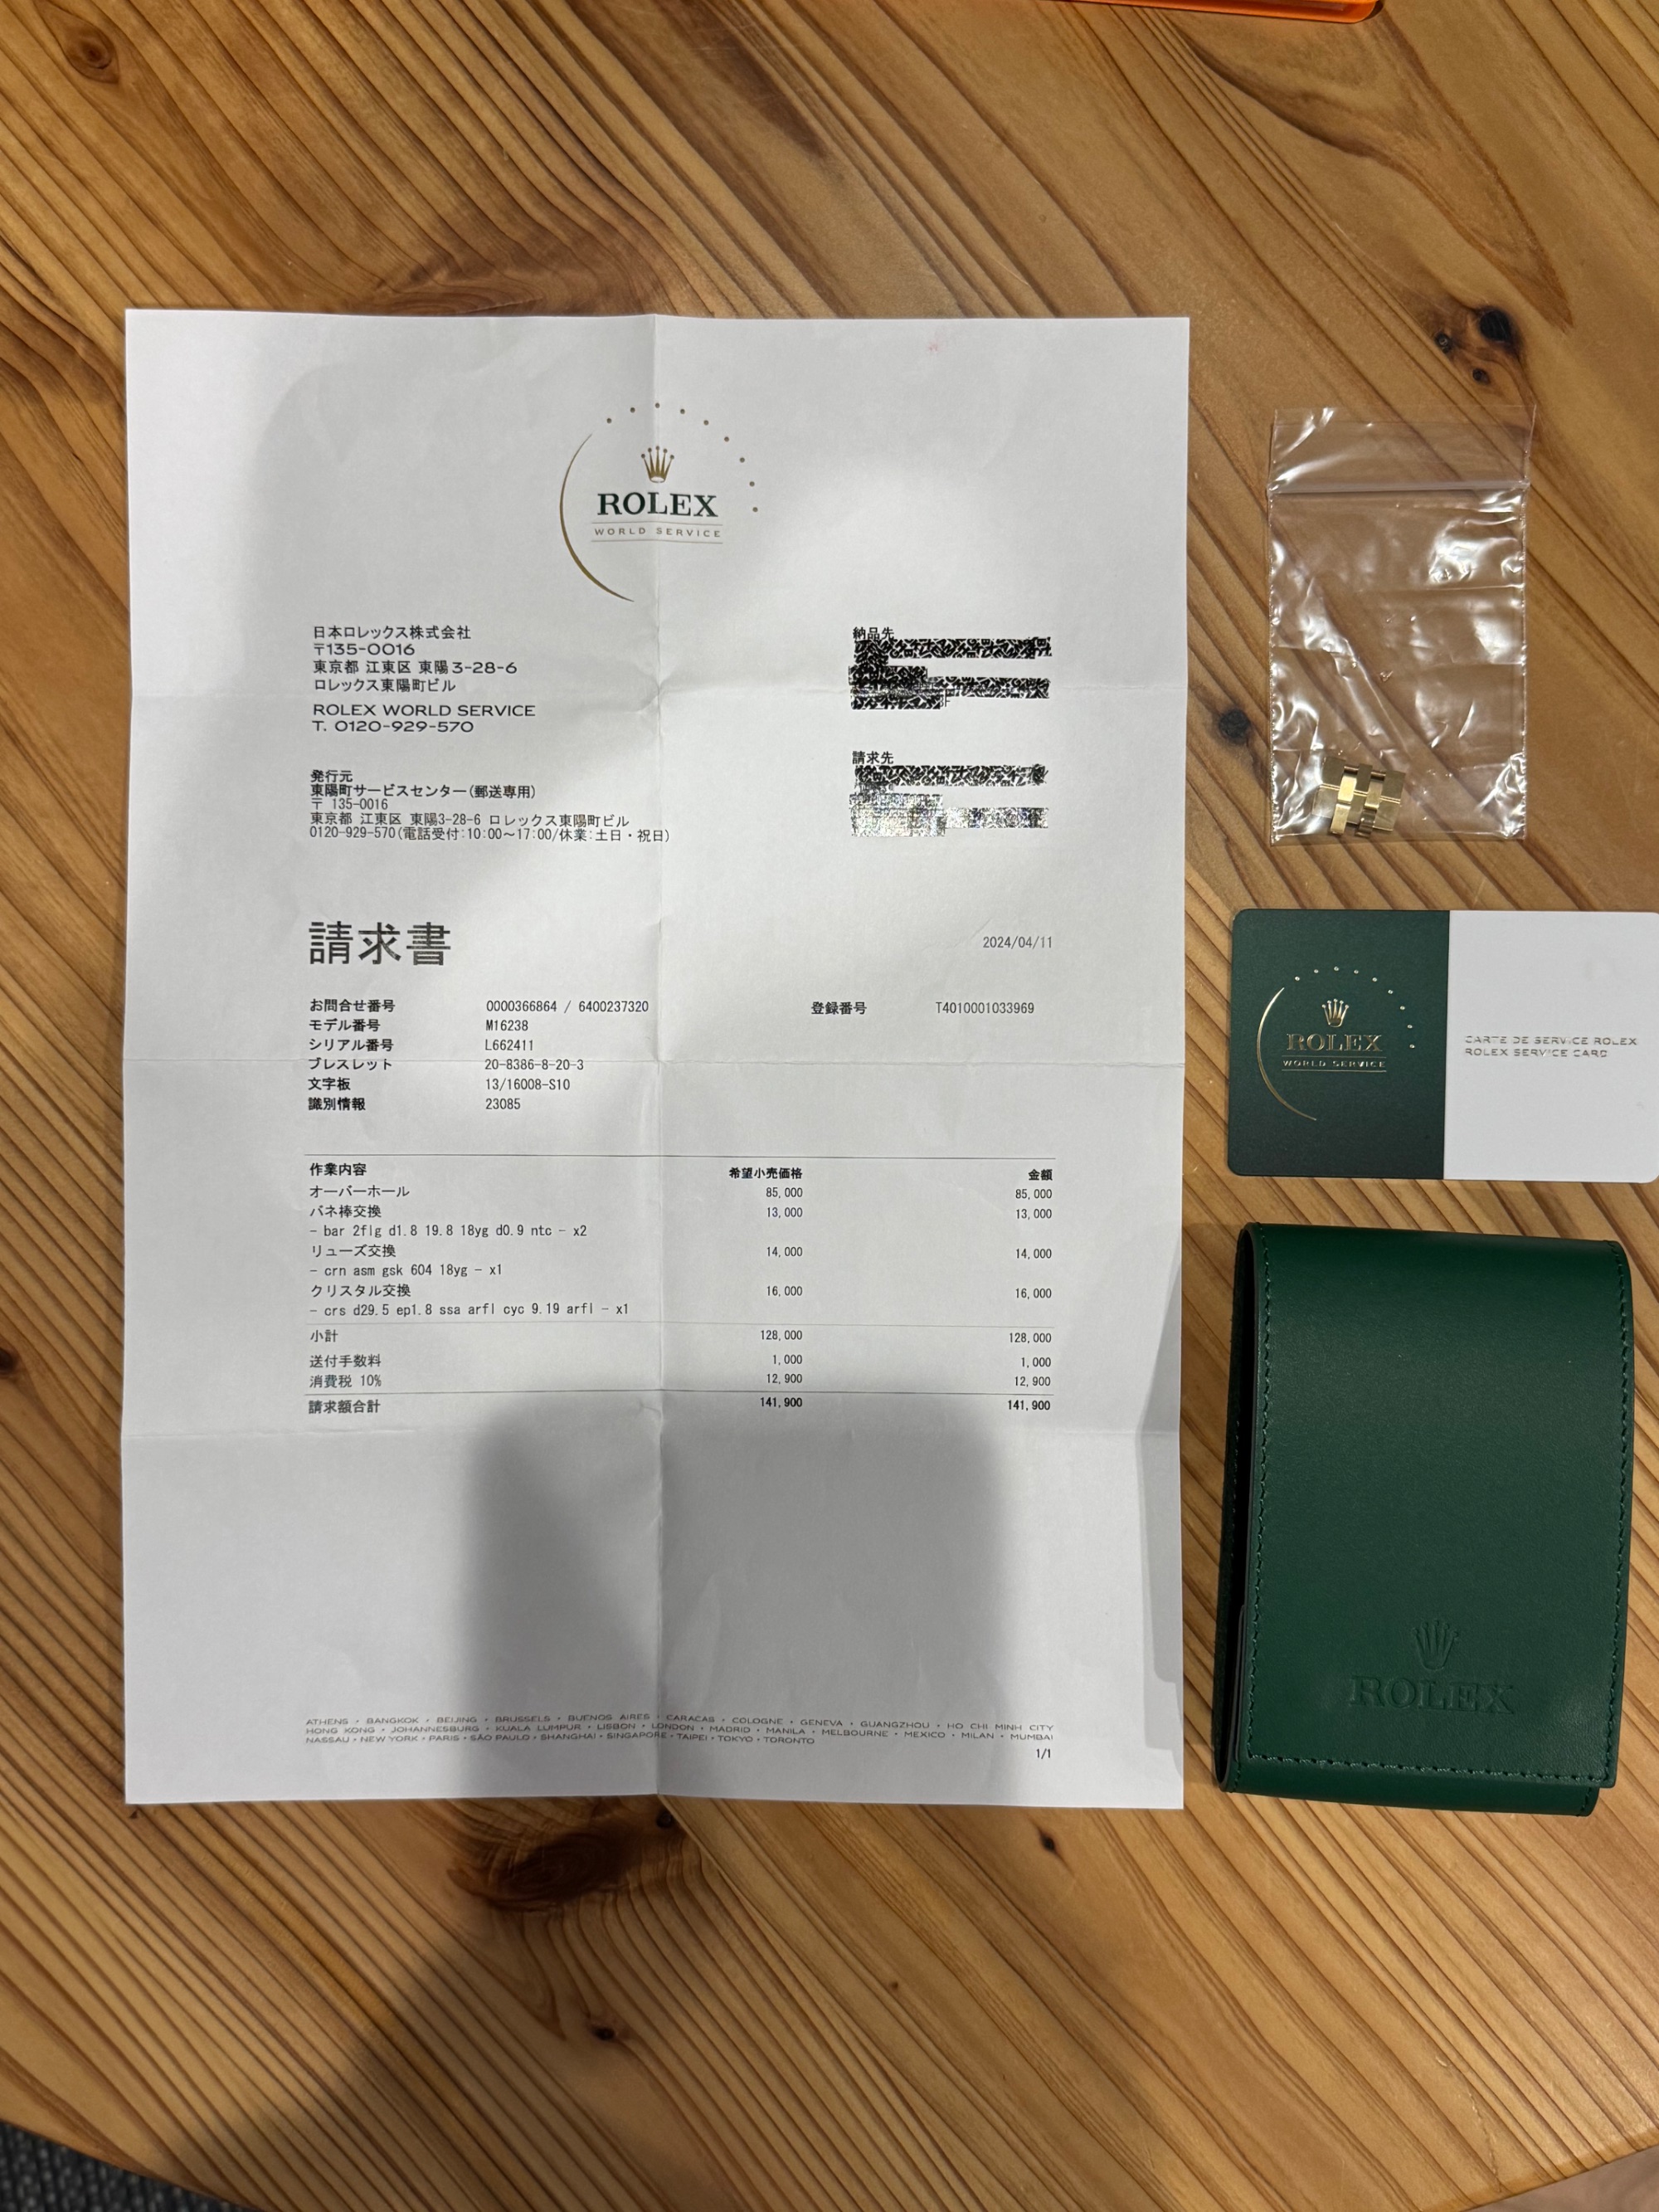 ROLEX
WORLD SERVICE
日本ロレックス株式会社
〒135-0016
東京都 江東区 東陽3-28-6
ロレックス東陽町ビル
ROLEX WORLD SERVICE
T. 0120-929-570
納品先
請求先
発行元
東陽町サービスセンター(郵送専用)
〒 135-0016
東京都 江東区 東陽3-28-6 ロレックス東陽町ビル
0120-929-570(電話受付:10:00～17:00/休業:土日・祝日)
請求書
2024/04/11
お問合せ番号 0000366864 / 6400237320 登録番号 T4010001033969
モデル番号 M16238
シリアル番号 L662411
ブレスレット 20-8386-8-20-3
文字板 13/16008-S10
識別情報 23085
作業内容 希望小売価格 金額
オーバーホール 85,000 85,000
バネ棒交換 13,000 13,000
- bar 2flg d1.8 19.8 18yg d0.9 ntc - x2
リューズ交換 14,000 14,000
- crn asm gsk 604 18yg - x1
クリスタル交換 16,000 16,000
- crs d29.5 ep1.8 ssa arfl cyc 9.19 arfl - x1
小計 128,000 128,000
送付手数料 1,000 1,000
消費税 10% 12,900 12,900
請求額合計 141,900 141,900
ATHENS • BANGKOK • BEIJING • BRUSSELS • BUENOS AIRES • CARACAS • COLOGNE • GENEVA • GUANGZHOU • HO CHI MINH CITY
HONG KONG • JOHANNESBURG • KUALA LUMPUR • LISBON • LONDON • MADRID • MANILA • MELBOURNE • MEXICO • MILAN • MUMBAI
NASSAU • NEW YORK • PARIS • SÃO PAULO • SHANGHAI • SINGAPORE • TAIPEI • TOKYO • TORONTO
1/1
ROLEX
WORLD SERVICE
CARTE DE SERVICE ROLEX
ROLEX SERVICE CARD
ROLEX